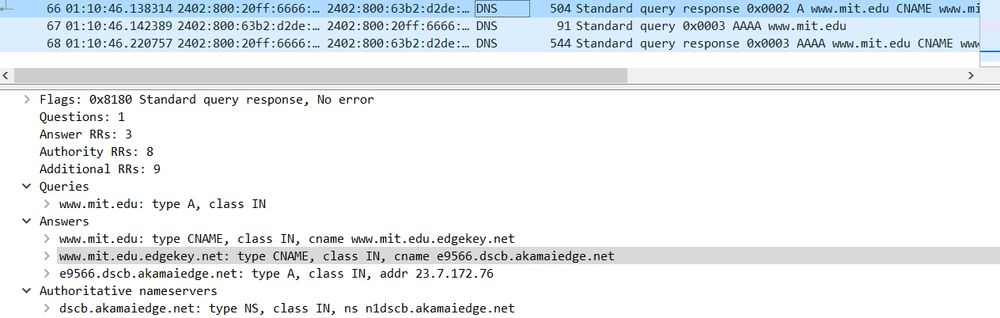 66 01:10:46.138314 2402:800:20ff:6666:… 2402:800:63b2:d2de:… DNS 504 Standard query response 0x0002 A www.mit.edu CNAME www.mi
67 01:10:46.142389 2402:800:63b2:d2de:… 2402:800:20ff:6666:… DNS 91 Standard query 0x0003 AAAA www.mit.edu
68 01:10:46.220757 2402:800:20ff:6666:… 2402:800:63b2:d2de:… DNS 544 Standard query response 0x0003 AAAA www.mit.edu CNAME www
Flags: 0x8180 Standard query response, No error
Questions: 1
Answer RRs: 3
Authority RRs: 8
Additional RRs: 9
Queries
www.mit.edu: type A, class IN
Answers
www.mit.edu: type CNAME, class IN, cname www.mit.edu.edgekey.net
www.mit.edu.edgekey.net: type CNAME, class IN, cname e9566.dscb.akamaiedge.net
e9566.dscb.akamaiedge.net: type A, class IN, addr 23.7.172.76
Authoritative nameservers
dscb.akamaiedge.net: type NS, class IN, ns n1dscb.akamaiedge.net